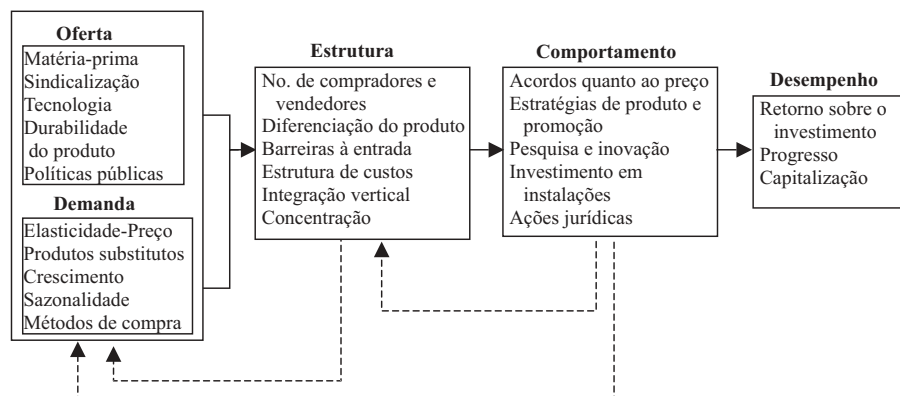 Oferta
Matéria-prima
Sindicalização
Tecnologia
Durabilidade
do produto
Políticas públicas
Demanda
Elasticidade-Preço
Produtos substitutos
Crescimento
Sazonalidade
Métodos de compra
Estrutura
No. de compradores e
vendedores
Diferenciação do produto
Barreiras à entrada
Estrutura de custos
Integração vertical
Concentração
Comportamento
Acordos quanto ao preço
Estratégias de produto e
promoção
Pesquisa e inovação
Investimento em
instalações
Ações jurídicas
Desempenho
Retorno sobre o
investimento
Progresso
Capitalização